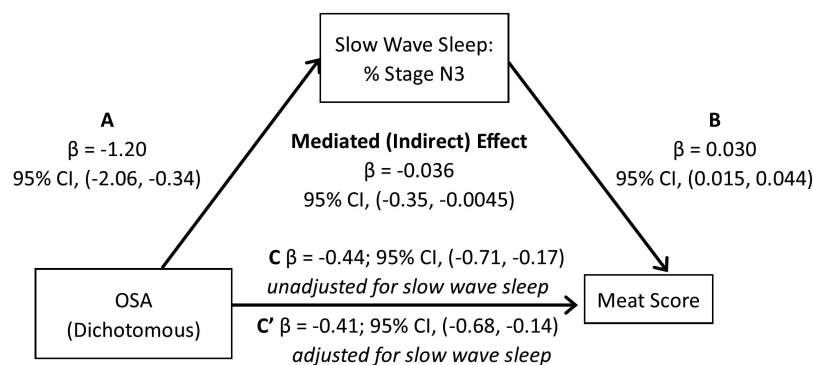 Slow Wave Sleep:
% Stage N3
A
β = -1.20
95% CI, (-2.06, -0.34)
Mediated (Indirect) Effect
β = -0.036
95% CI, (-0.35, -0.0045)
B
β = 0.030
95% CI, (0.015, 0.044)
OSA
(Dichotomous)
C β = -0.44; 95% CI, (-0.71, -0.17)
unadjusted for slow wave sleep
C’ β = -0.41; 95% CI, (-0.68, -0.14)
adjusted for slow wave sleep
Meat Score